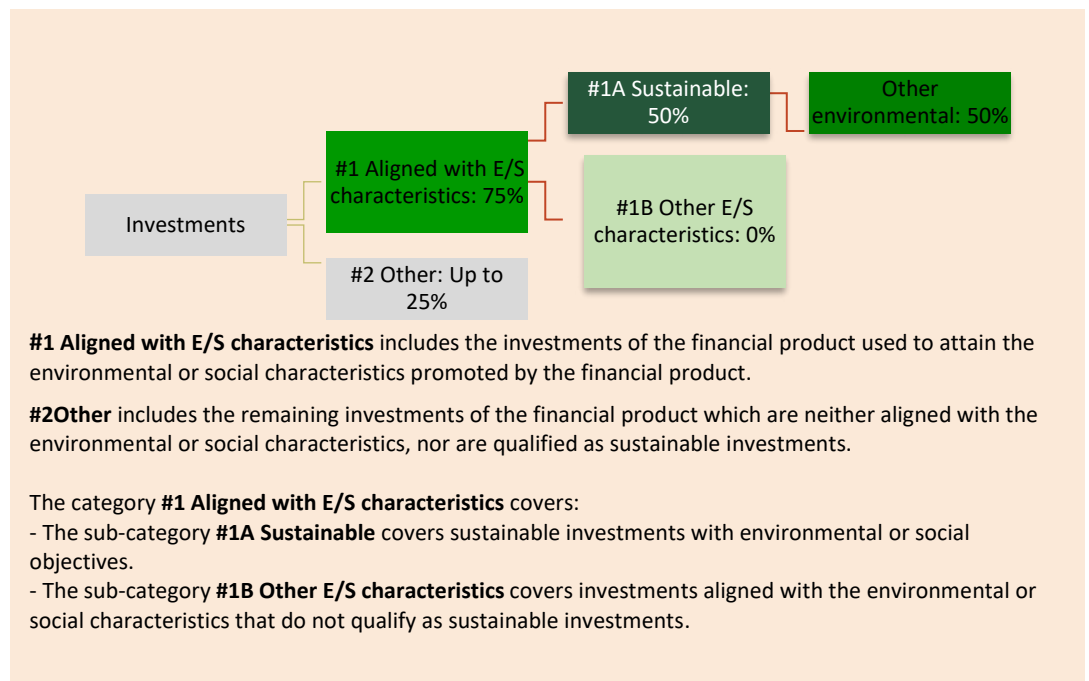 #1A Sustainable:
50%
Other
environmental: 50%
#1 Aligned with E/S
characteristics: 75%
#1B Other E/S
characteristics: 0%
Investments
#2 Other: Up to
25%
#1 Aligned with E/S characteristics includes the investments of the financial product used to attain the
environmental or social characteristics promoted by the financial product.
#2Other includes the remaining investments of the financial product which are neither aligned with the
environmental or social characteristics, nor are qualified as sustainable investments.
The category #1 Aligned with E/S characteristics covers:
- The sub-category #1A Sustainable covers sustainable investments with environmental or social
objectives.
- The sub-category #1B Other E/S characteristics covers investments aligned with the environmental or
social characteristics that do not qualify as sustainable investments.